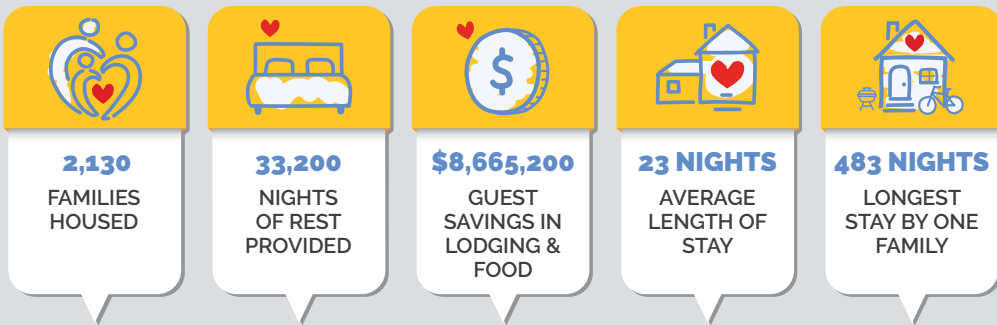 $
2,130
FAMILIES
HOUSED
33,200
NIGHTS
OF REST
PROVIDED
$8,665,200
GUEST
SAVINGS IN
LODGING &
FOOD
23 NIGHTS
AVERAGE
LENGTH OF
STAY
483 NIGHTS
LONGEST
STAY BY ONE
FAMILY